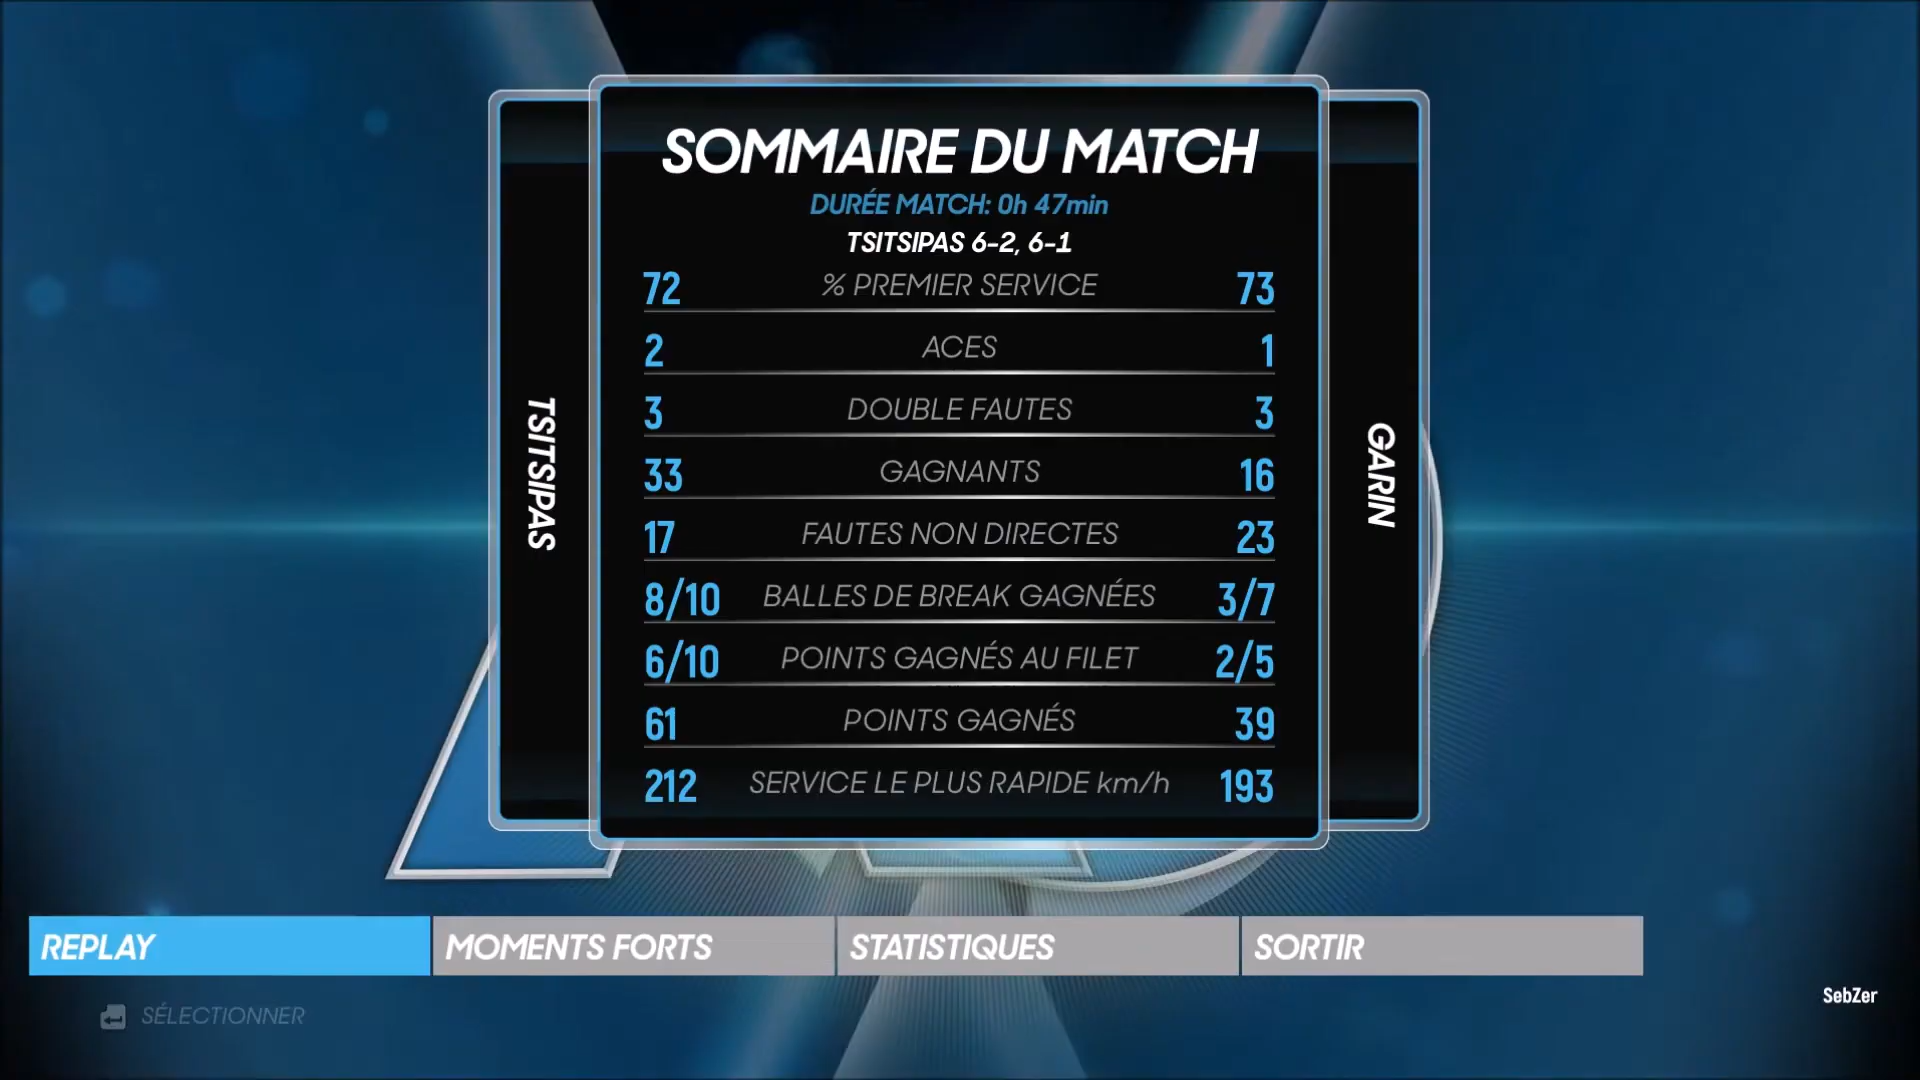 SOMMAIRE DU MATCH
DURÉE MATCH: 0h 47min
TSITSIPAS 6-2, 6-1
72 % PREMIER SERVICE 73
2 ACES 1
3 DOUBLE FAUTES 3
33 GAGNANTS 16
17 FAUTES NON DIRECTES 23
8/10 BALLES DE BREAK GAGNÉES 3/7
6/10 POINTS GAGNÉS AU FILET 2/5
61 POINTS GAGNÉS 39
212 SERVICE LE PLUS RAPIDE km/h 193
TSITSIPAS
GARIN
REPLAY
MOMENTS FORTS
STATISTIQUES
SORTIR
SÉLECTIONNER
SebZer